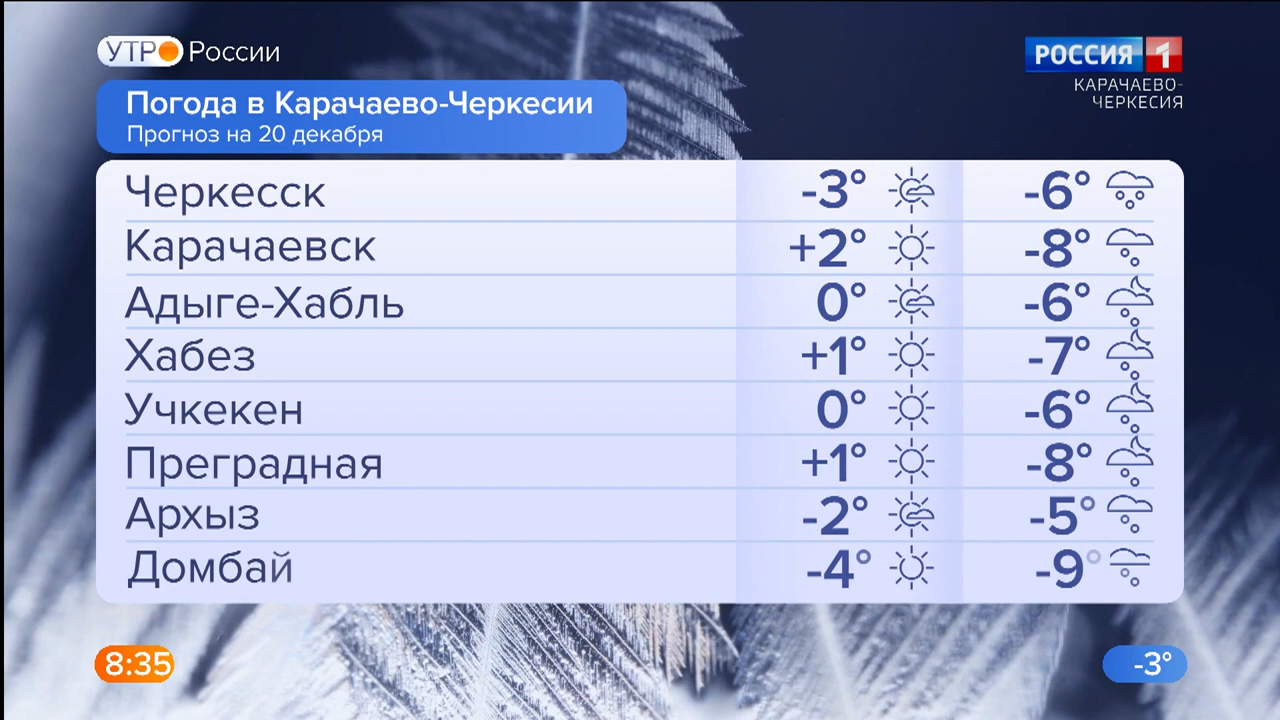 УТРО России
РОССИЯ 1
КАРАЧАЕВО-
ЧЕРКЕСИЯ
Погода в Карачаево-Черкесии
Прогноз на 20 декабря
Черкесск -3° -6°
Карачаевск +2° -8°
Адыге-Хабль 0° -6°
Хабез +1° -7°
Учкекен 0° -6°
Преградная +1° -8°
Архыз -2° -5°
Домбай -4° -9°
8:35 -3°